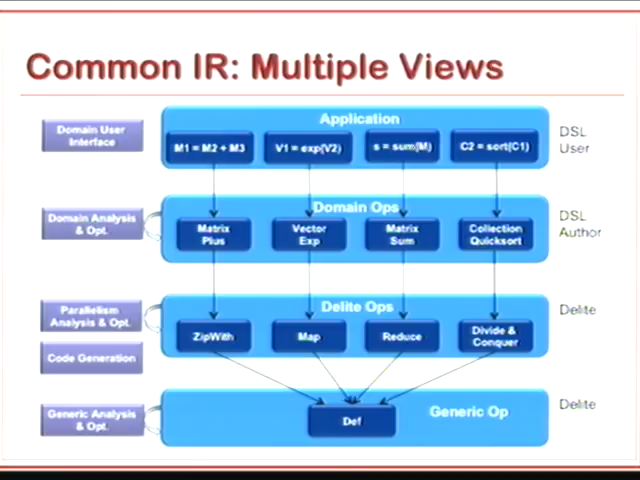 Common IR: Multiple Views
Domain User
Interface
Application
M1 = M2 + M3
V1 = exp(V2)
s = sum(M)
C2 = sort(C1)
DSL
User
Domain Analysis
& Opt.
Domain Ops
Matrix
Plus
Vector
Exp
Matrix
Sum
Collection
Quicksort
DSL
Author
Parallelism
Analysis & Opt.
Code Generation
Delite Ops
ZipWith
Map
Reduce
Divide &
Conquer
Delite
Generic Analysis
& Opt.
Def
Generic Op
Delite